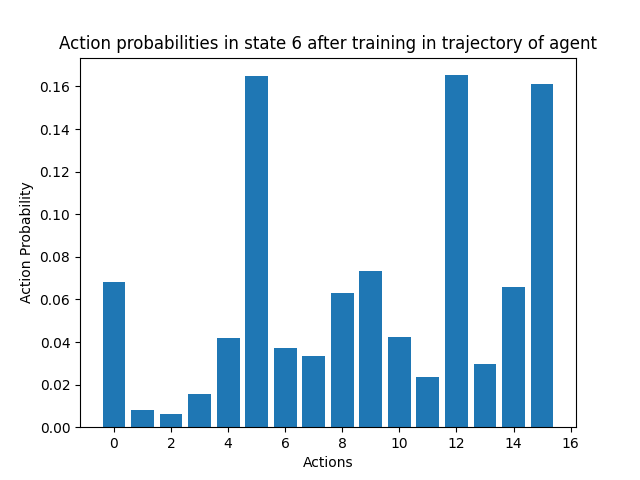 Action probabilities in state 6 after training in trajectory of agent
0.16
0.14
0.12
0.10
0.08
0.06
0.04
0.02
0.00
Action Probability
0 2 4 6 8 10 12 14 16
Actions